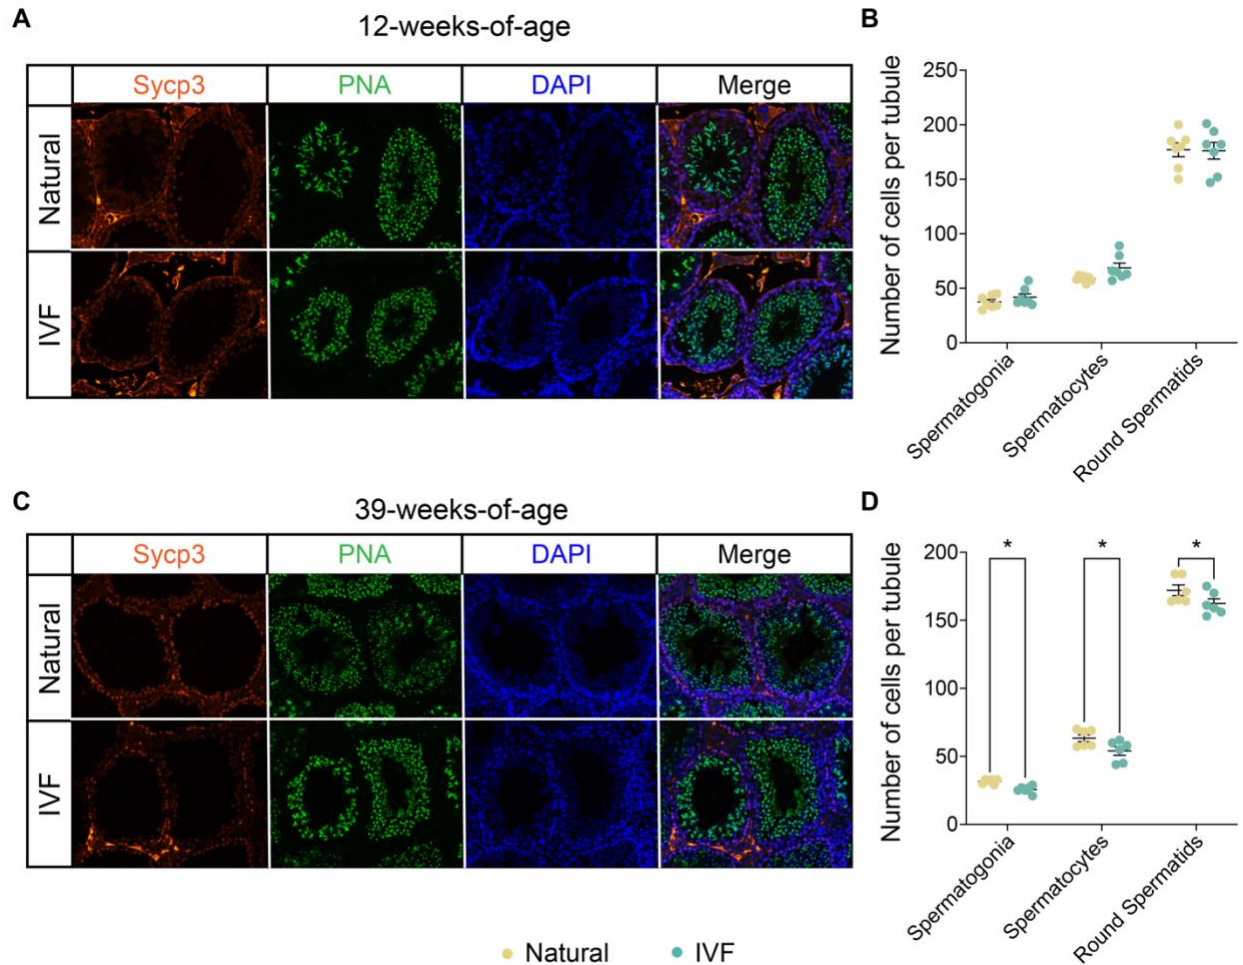 A
12-weeks-of-age
Sycp3 PNA DAPI Merge
Natural
IVF
B
Number of cells per tubule
250
200
150
100
50
0
Spermatogonia
Spermatocytes
Round Spermatids
C
39-weeks-of-age
Sycp3 PNA DAPI Merge
Natural
IVF
D
Number of cells per tubule
200
150
100
50
0
* * *
Spermatogonia
Spermatocytes
Round Spermatids
Natural IVF